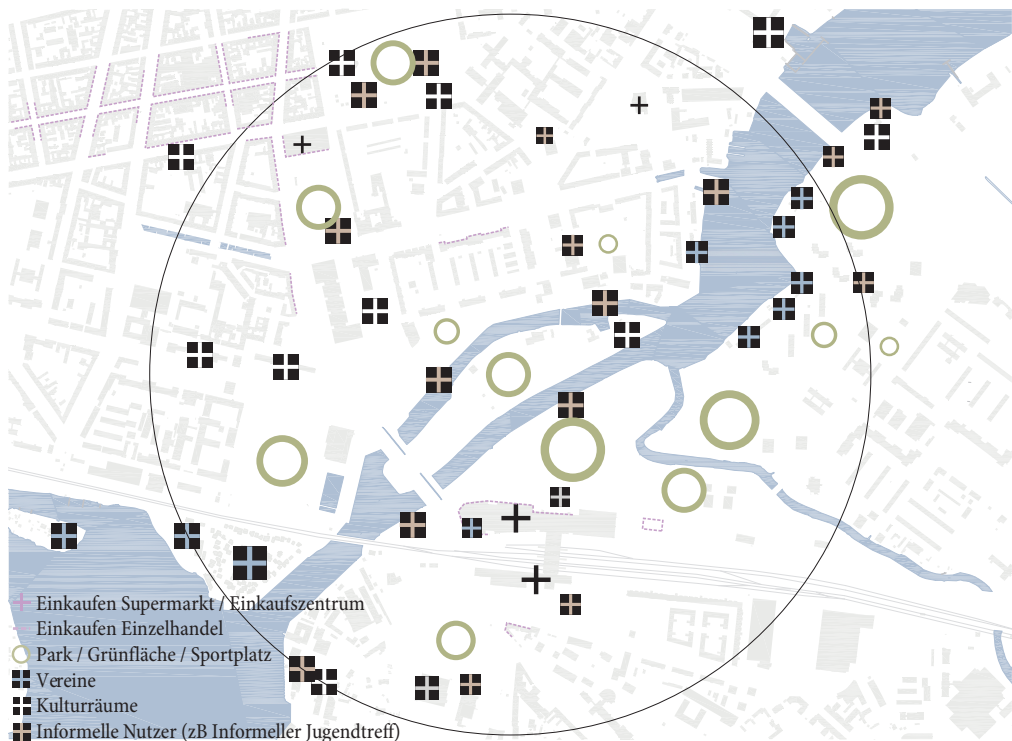 Einkaufen Supermarkt / Einkaufszentrum
Einkaufen Einzelhandel
Park / Grünfläche / Sportplatz
Vereine
Kulturräume
Informelle Nutzer (zB Informeller Jugendtreff)